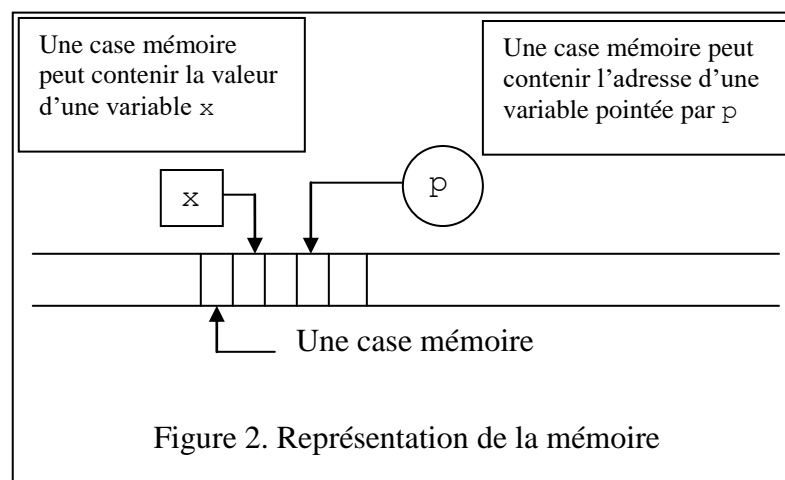 Une case mémoire
peut contenir la valeur
d’une variable x
Une case mémoire peut
contenir l’adresse d’une
variable pointée par p
x
p
Une case mémoire
Figure 2. Représentation de la mémoire